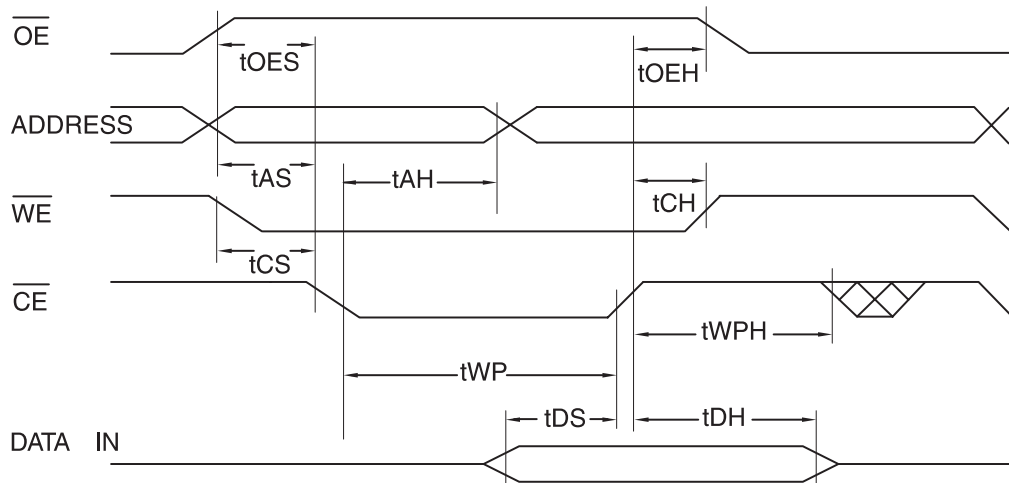 OE
tOES
tOEH
ADDRESS
tAS
tAH
tCH
WE
tCS
CE
tWPH
tWP
tDS
tDH
DATA IN